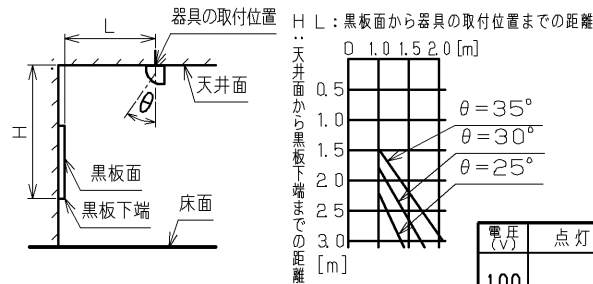 器具の取付位置
L
天井面
θ
H
黒板面
黒板下端
床面
H:天井面から黒板下端までの距離
L:黒板面から器具の取付位置までの距離
0 1.0 1.5 2.0 [m]
0.5
1.0
1.5
2.0
2.5
3.0
[m]
θ=35°
θ=30°
θ=25°
電圧(V)
点灯
100